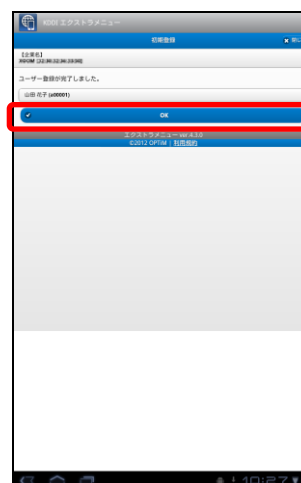 KDDI エクストラメニュー
初期登録
【企業名】
ユーザー登録が完了しました。
山田 花子 (u00001)
OK
エクストラメニュー ver.4.3.0
©2012 OPTiM | 利用規約
10:27